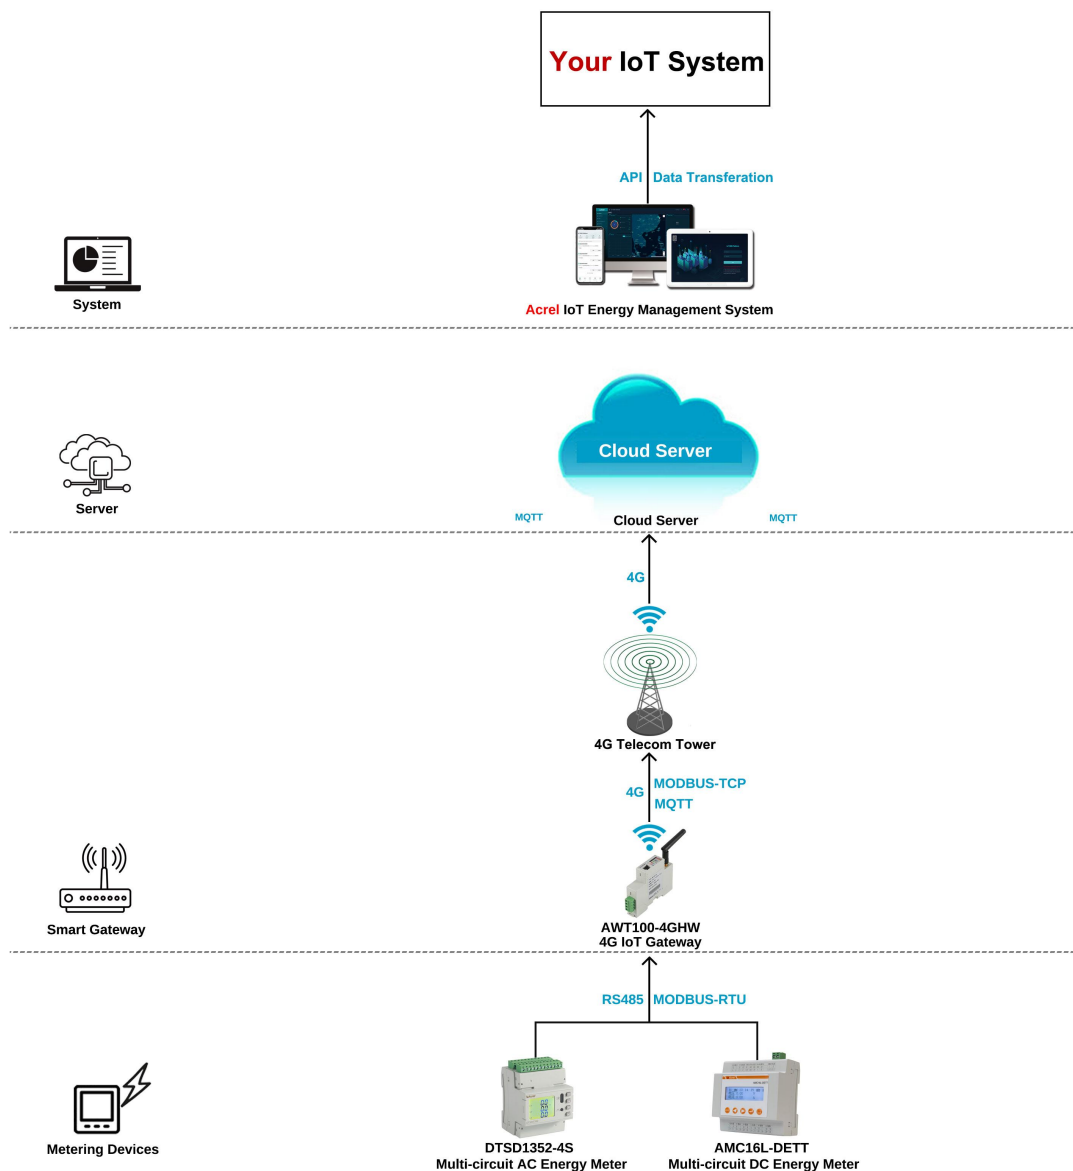 Your IoT System
API Data Transferation
System
Acrel IoT Energy Management System
Cloud Server
Server
MQTT
Cloud Server
MQTT
4G
4G Telecom Tower
4G
MODBUS-TCP
MQTT
Smart Gateway
AWT100-4GHW
4G IoT Gateway
RS485 MODBUS-RTU
Metering Devices
DTSD1352-4S
Multi-circuit AC Energy Meter
AMC16L-DETT
Multi-circuit DC Energy Meter